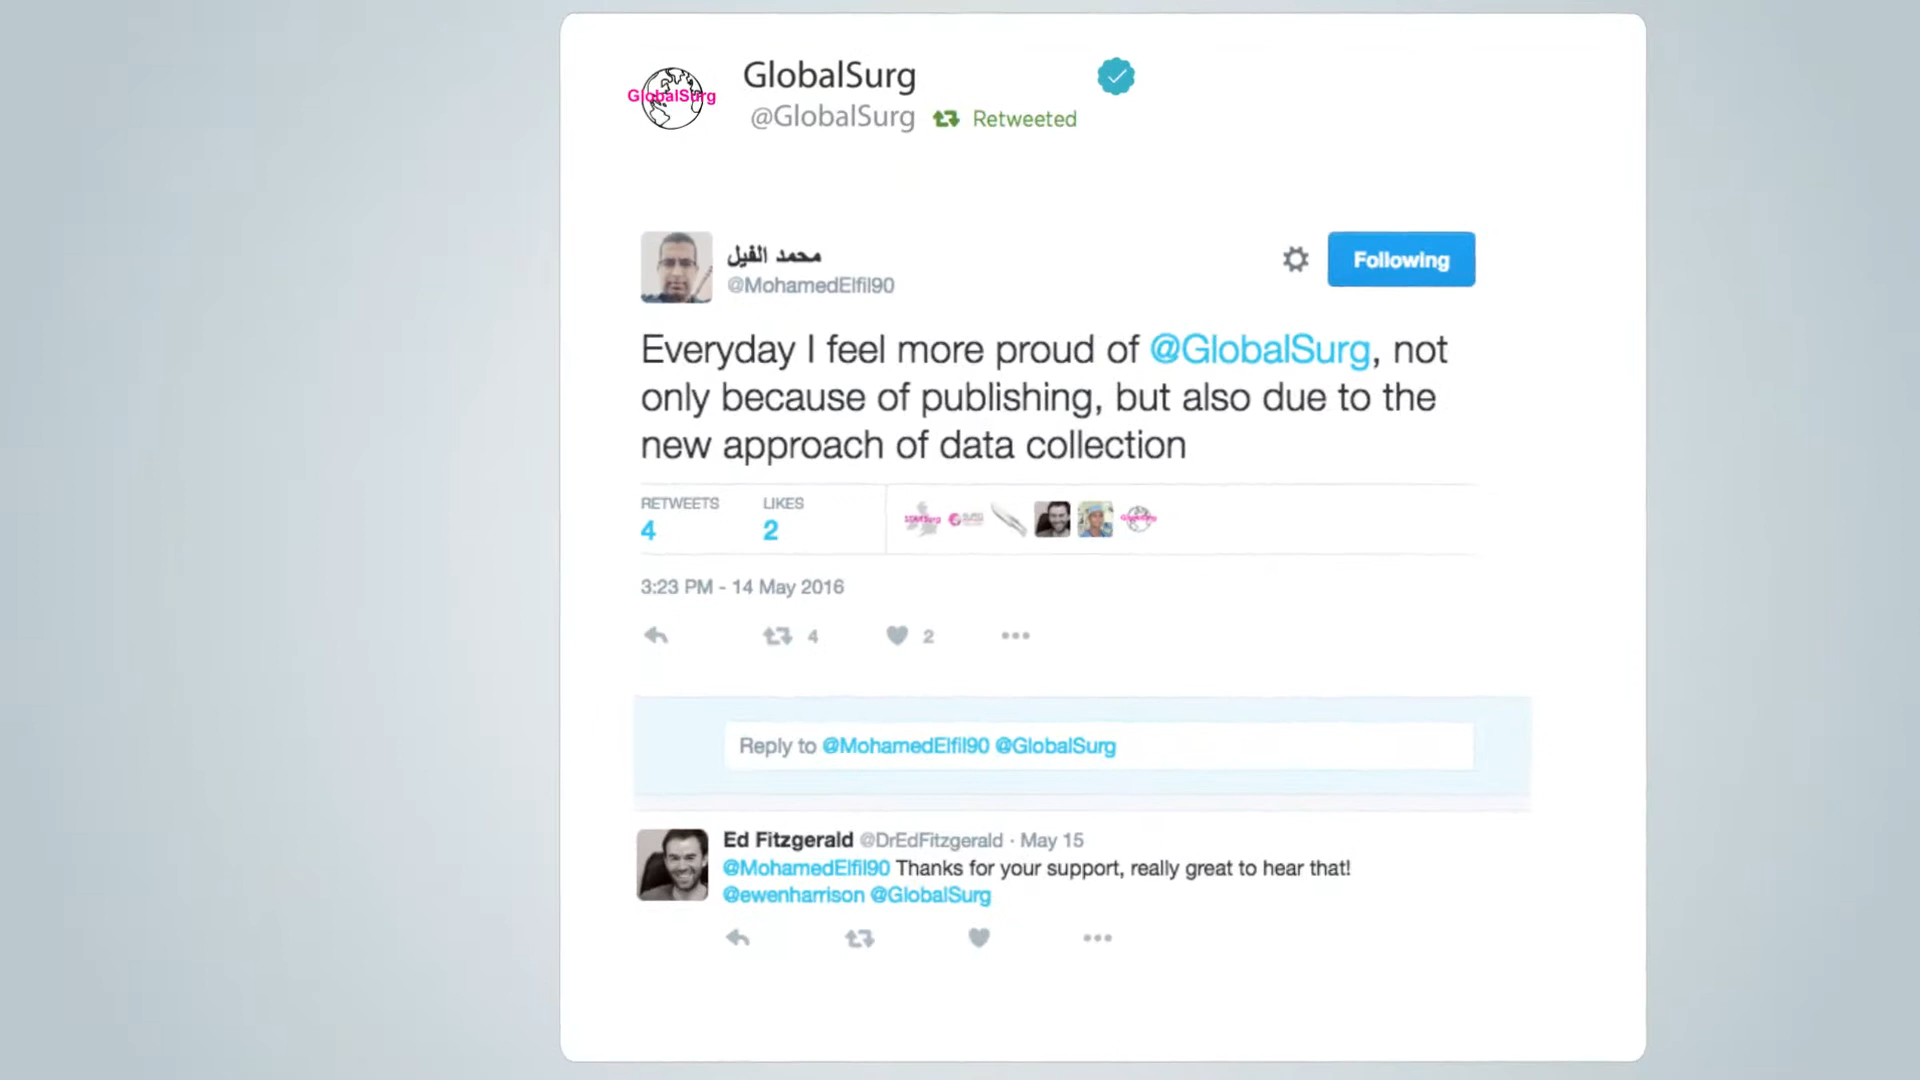 GlobalSurg
GlobalSurg
@GlobalSurg Retweeted
محمد الفيل
@MohamedElfil90
Following
Everyday I feel more proud of @GlobalSurg, not
only because of publishing, but also due to the
new approach of data collection
RETWEETS LIKES
4 2
3:23 PM - 14 May 2016
4 2
Reply to @MohamedElfil90 @GlobalSurg
Ed Fitzgerald @DrEdFitzgerald · May 15
@MohamedElfil90 Thanks for your support, really great to hear that!
@ewenharrison @GlobalSurg